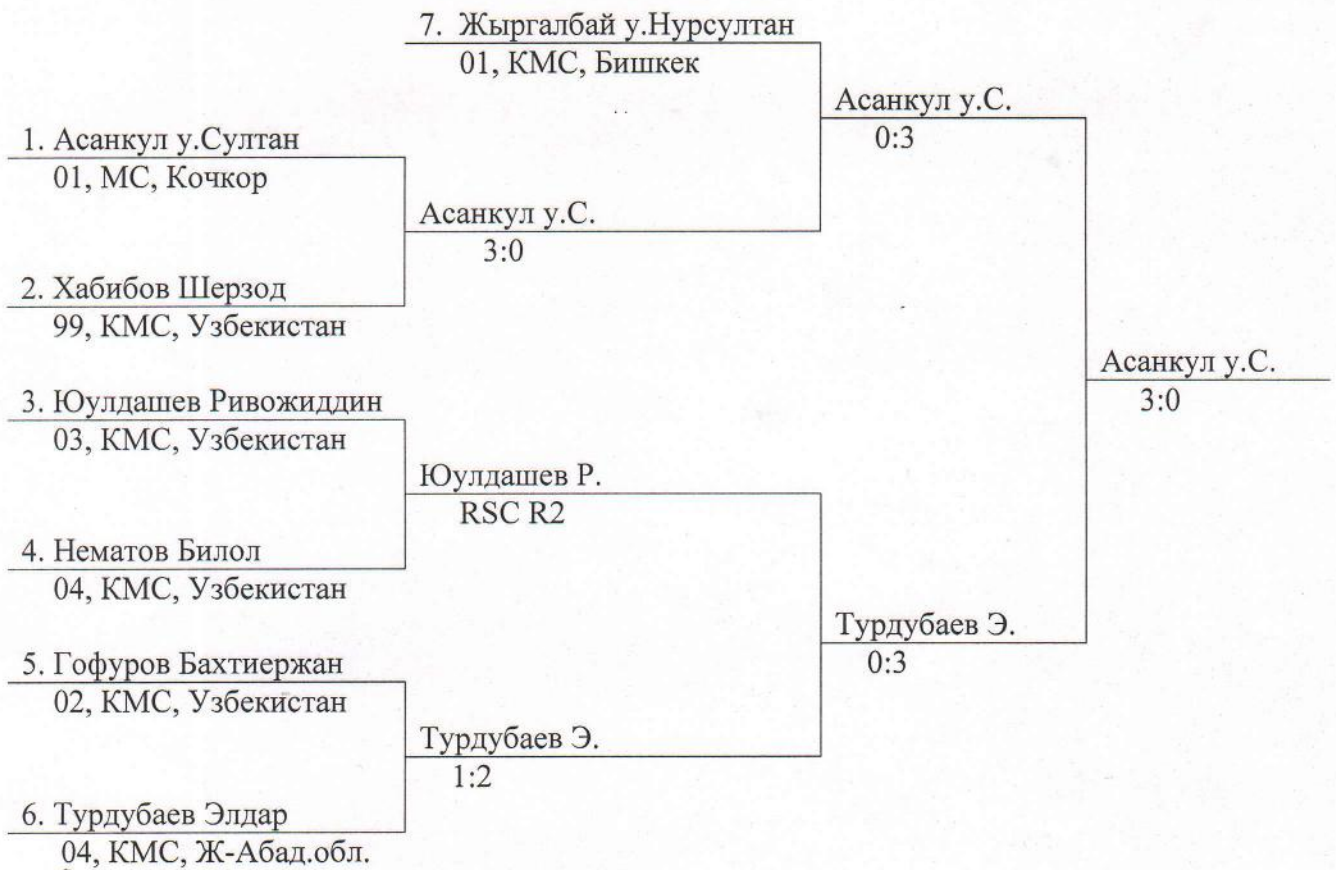 7. Жыргалбай у.Нурсултан
01, КМС, Бишкек
Асанкул у.С.
0:3
1. Асанкул у.Султан
01, МС, Кочкор
Асанкул у.С.
3:0
2. Хабибов Шерзод
99, КМС, Узбекистан
Асанкул у.С.
3:0
3. Юулдашев Ривожиддин
03, КМС, Узбекистан
Юулдашев Р.
RSC R2
4. Нематов Билол
04, КМС, Узбекистан
Турдубаев Э.
0:3
5. Гофуров Бахтиержан
02, КМС, Узбекистан
Турдубаев Э.
1:2
6. Турдубаев Элдар
04, КМС, Ж-Абад.обл.